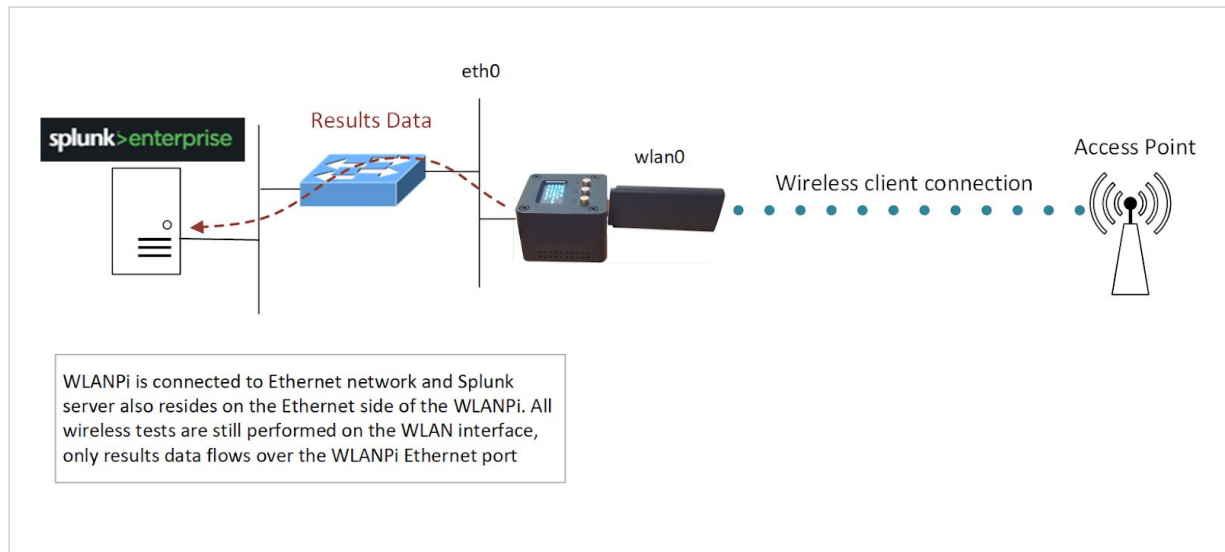 eth0
splunk>enterprise
Results Data
wlan0
Access Point
Wireless client connection
WLANPi is connected to Ethernet network and Splunk
server also resides on the Ethernet side of the WLANPi. All
wireless tests are still performed on the WLAN interface,
only results data flows over the WLANPi Ethernet port